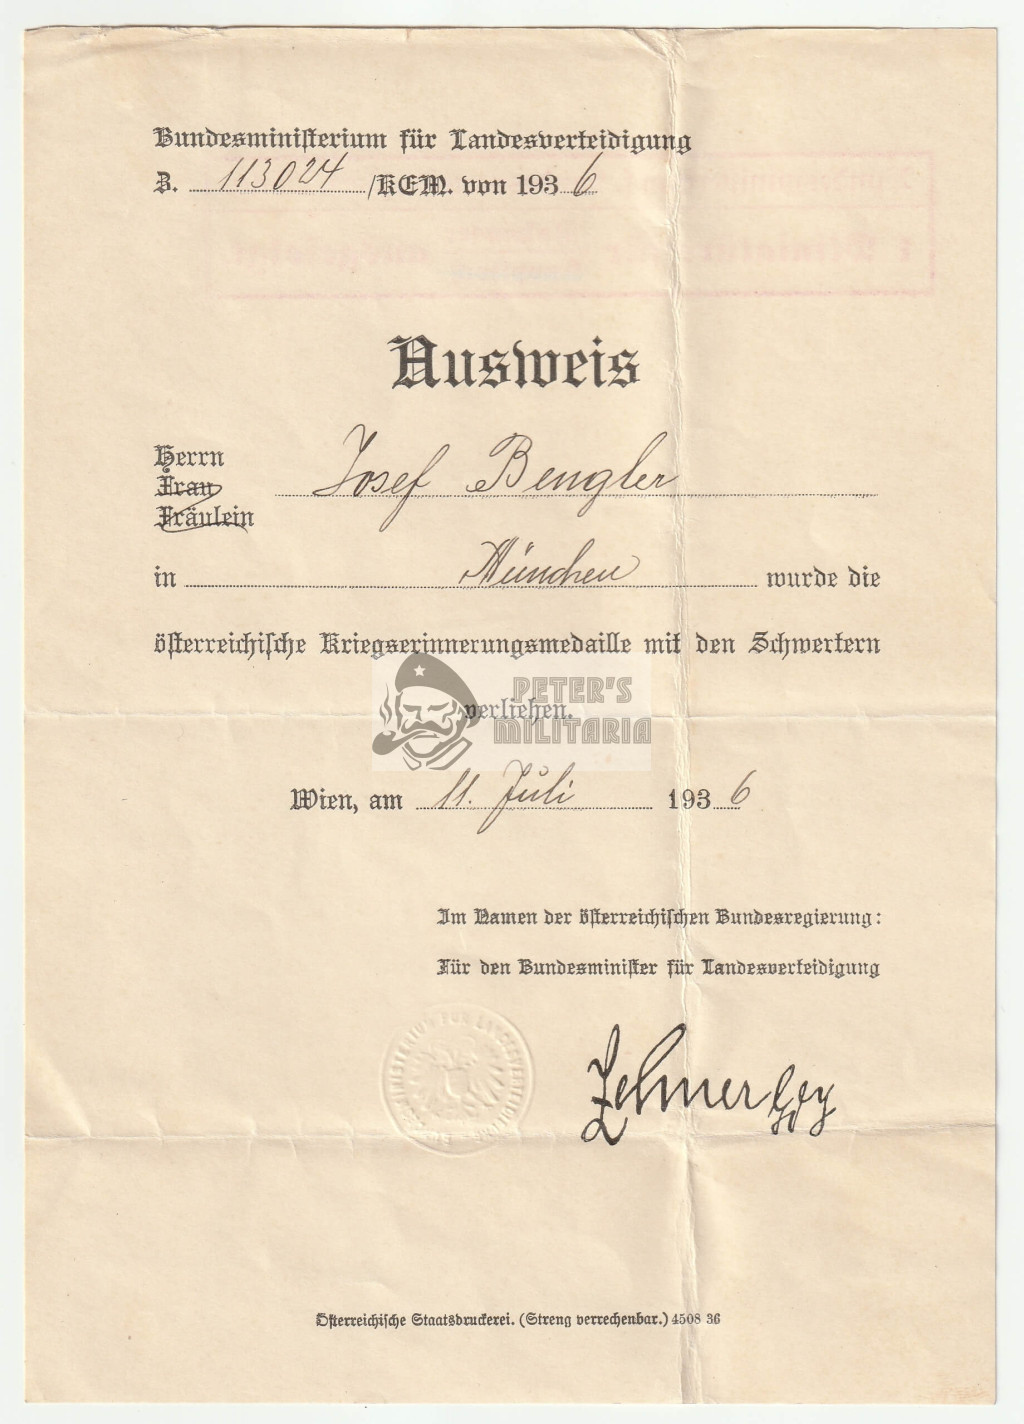 Bundesministerium für Landesverteidigung
Z. 113024 /KEM. von 1936
Ausweis
Herrn
Frau
Josef Bengler
Fräulein
in München wurde die
österreichische Kriegserinnerungsmedaille mit den Schwertern
verliehen.
PETER'S
MILITARIA
Wien, am 11. Juli 1936
Im Namen der österreichischen Bundesregierung:
Für den Bundesminister für Landesverteidigung
Österreichische Staatsdruckerei. (Streng verrechenbar.) 4508 36